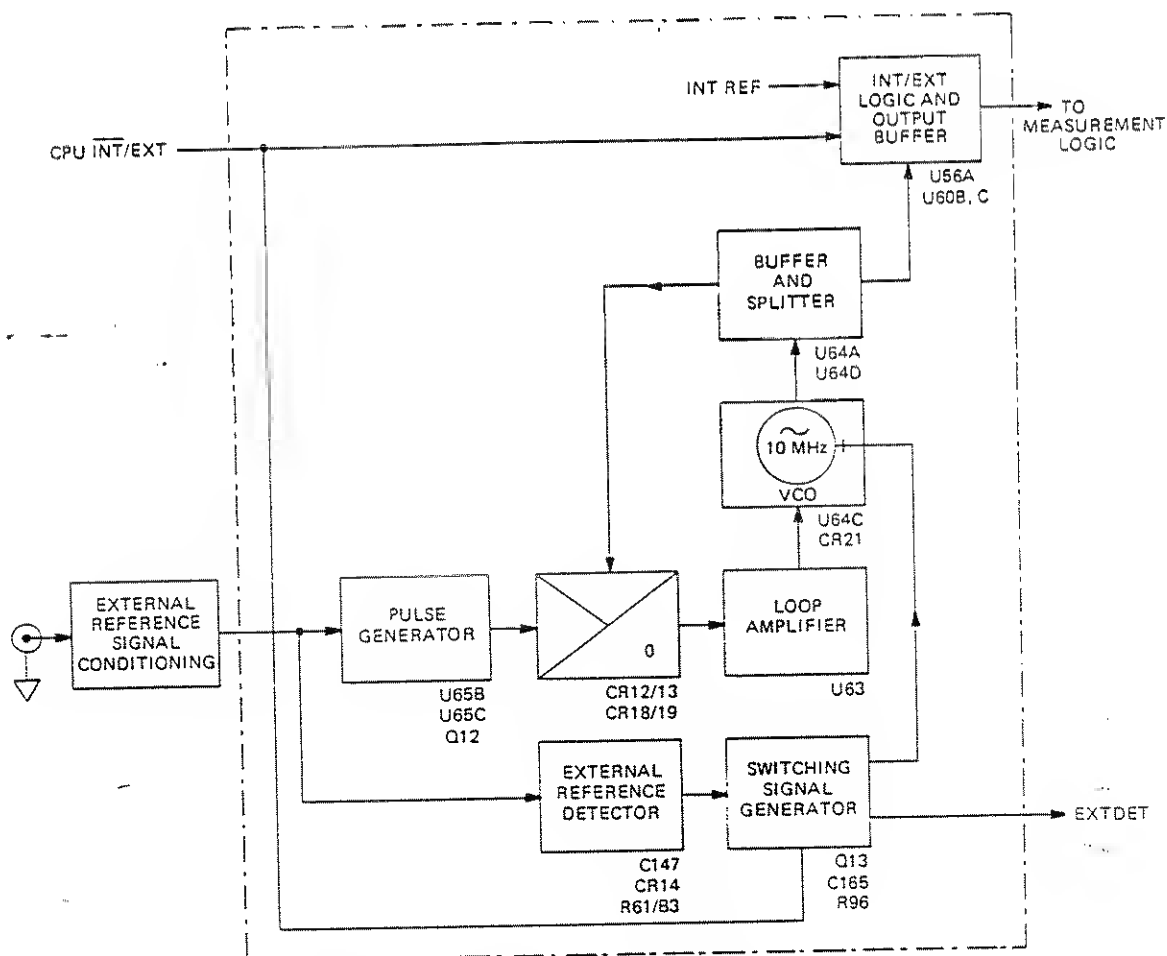 INT REF
INT/EXT
LOGIC AND
OUTPUT
BUFFER
TO
MEASUREMENT
LOGIC
CPU INT/EXT
U56A
U60B, C
BUFFER
AND
SPLITTER
U64A
U64D
10 MHz
VCO
U64C
CR21
EXTERNAL
REFERENCE
SIGNAL
CONDITIONING
PULSE
GENERATOR
U65B
U65C
Q12
0
CR12/13
CR18/19
LOOP
AMPLIFIER
U63
EXTERNAL
REFERENCE
DETECTOR
C147
CR14
R61/83
SWITCHING
SIGNAL
GENERATOR
Q13
C165
R96
EXTDET